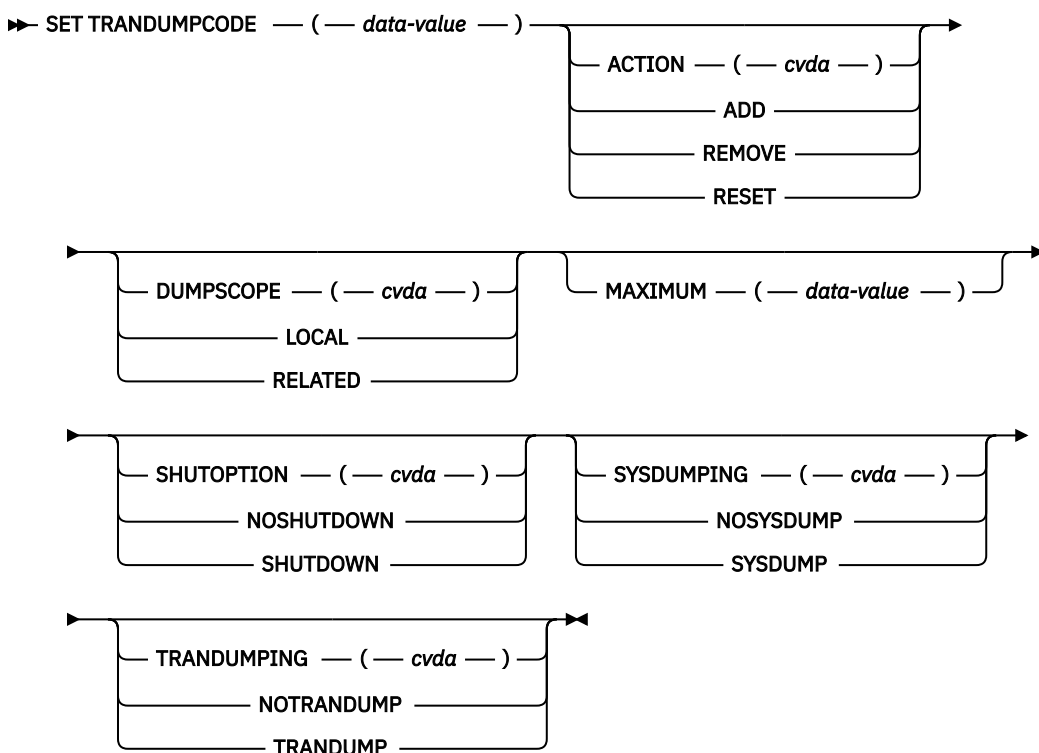 SET TRANDUMPCODE ( data-value )
ACTION ( cvda )
ADD
REMOVE
RESET
DUMPSCOPE ( cvda ) MAXIMUM ( data-value )
LOCAL
RELATED
SHUTOPTION ( cvda ) SYSDUMPING ( cvda )
NOSHUTDOWN NOSYSDUMP
SHUTDOWN SYSDUMP
TRANDUMPING ( cvda )
NOTRANDUMP
TRANDUMP